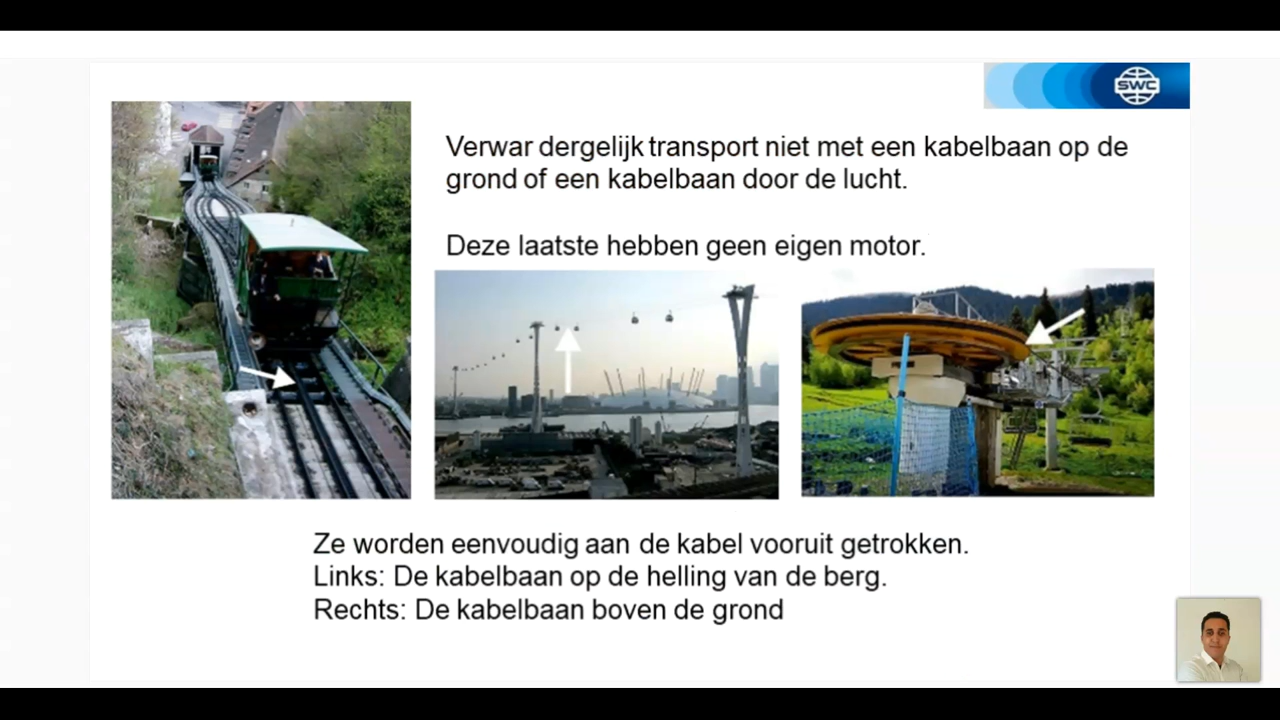 SWC
Verwar dergelijk transport niet met een kabelbaan op de
grond of een kabelbaan door de lucht.
Deze laatste hebben geen eigen motor.
Ze worden eenvoudig aan de kabel vooruit getrokken.
Links: De kabelbaan op de helling van de berg.
Rechts: De kabelbaan boven de grond